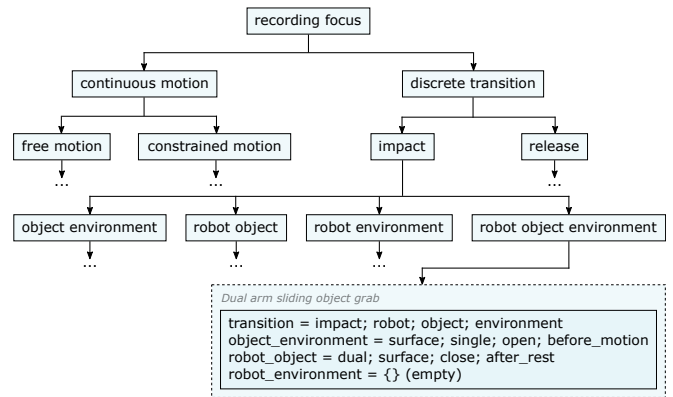 recording focus
continuous motion
discrete transition
free motion
constrained motion
impact
release
...
...
...
object environment
robot object
robot environment
robot object environment
...
...
...
Dual arm sliding object grab
transition = impact; robot; object; environment
object_environment = surface; single; open; before_motion
robot_object = dual; surface; close; after_rest
robot_environment = {} (empty)